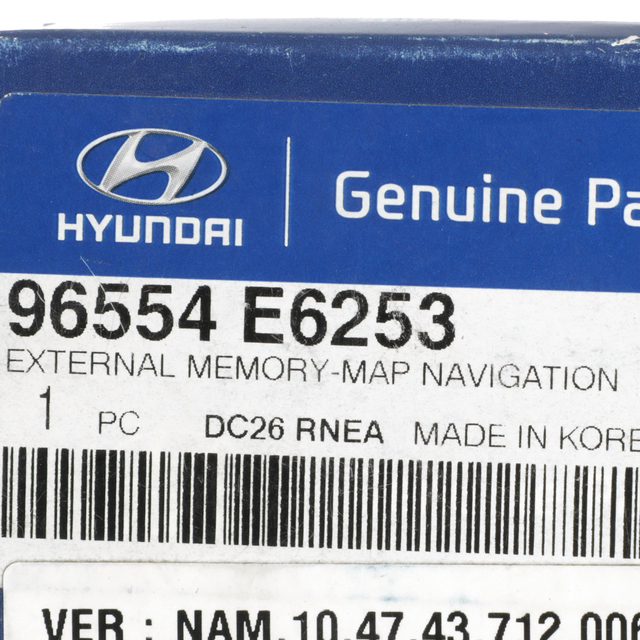 HYUNDAI
Genuine Pa
96554 E6253
EXTERNAL MEMORY-MAP NAVIGATION
1 PC DC26 RNEA MADE IN KORE
VER : NAM.10.47.43.712.000